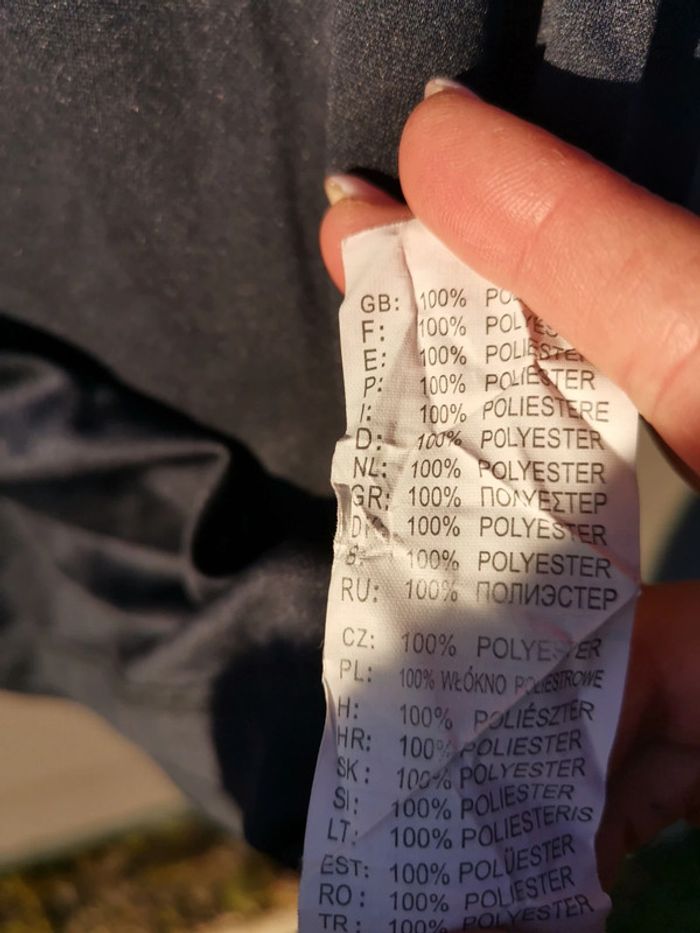 GB: 100%
F: 100%
E: 100% POLIESTER
P: 100% POLIESTER
I: 100% POLIESTERE
D: 100% POLYESTER
NL: 100% POLYESTER
GR: 100% ΠΟΛΥΕΣΤΕΡ
DK: 100% POLYESTER
100% POLYESTER
RU: 100% ПОЛИЭСТЕР
CZ: 100% POLYESTER
PL: 100% WŁÓKNO POLIESTROWE
H: 100% POLIÉSZTER
HR: 100% POLIESTER
SK: 100% POLYESTER
SI: 100% POLIESTER
LT: 100% POLIESTERIS
EST: 100% POLÜESTER
RO: 100% POLIESTER
TR: 100% POLYESTER